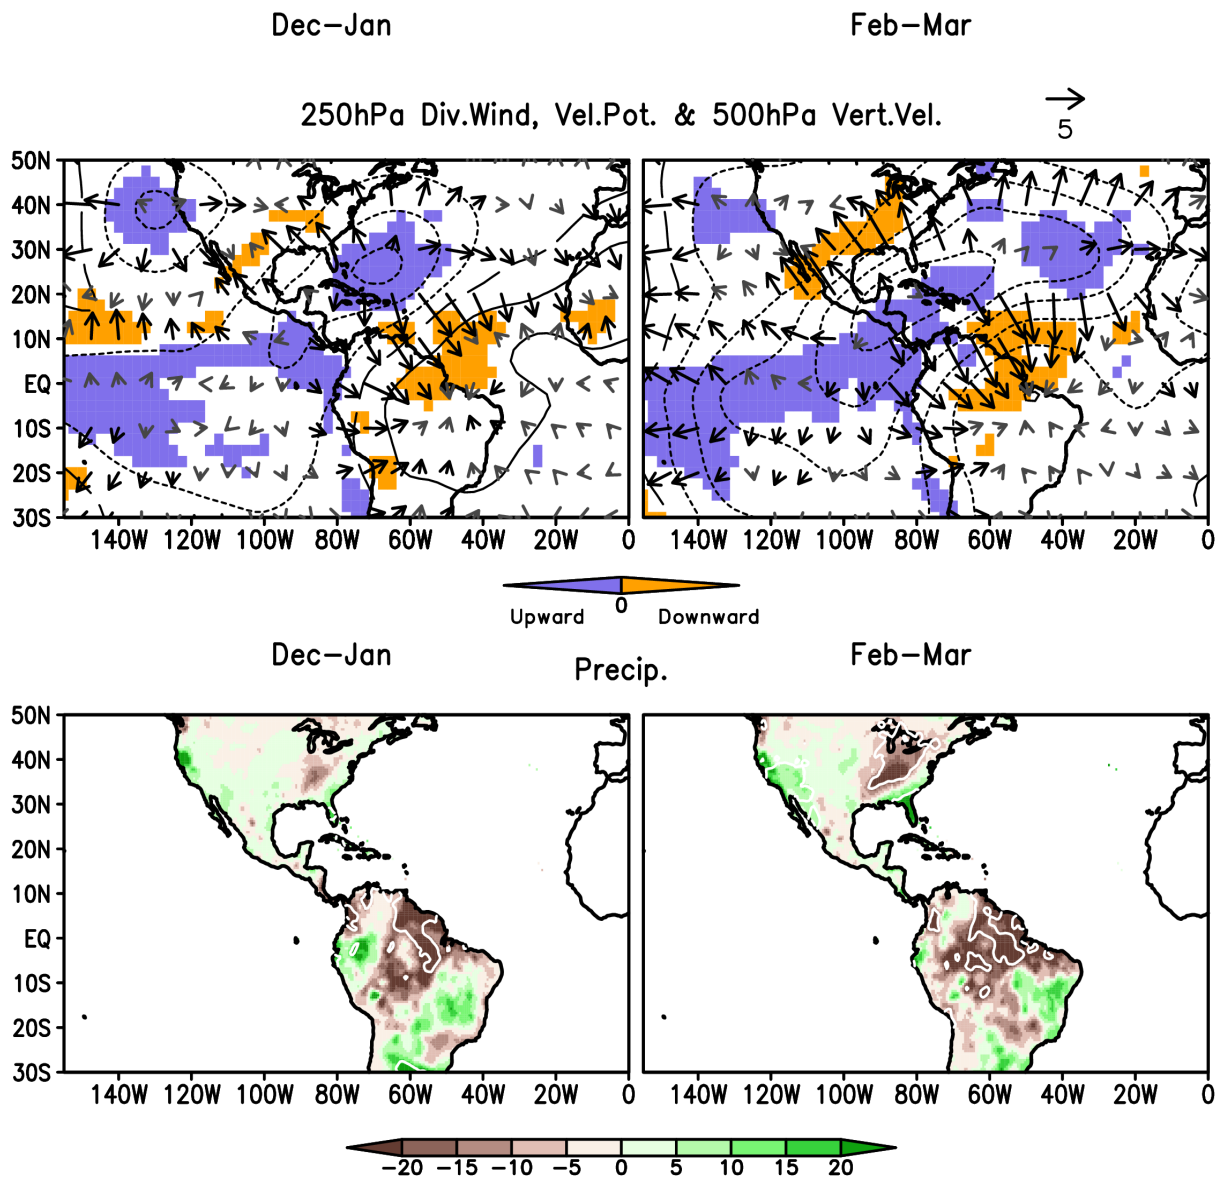 Dec-Jan Feb-Mar
250hPa Div.Wind, Vel.Pot. & 500hPa Vert.Vel.
5
50N
40N
30N
20N
10N
EQ
10S
20S
30S
140W 120W 100W 80W 60W 40W 20W 0 140W 120W 100W 80W 60W 40W 20W 0
0
Upward Downward
Dec-Jan Feb-Mar
Precip.
50N
40N
30N
20N
10N
EQ
10S
20S
30S
140W 120W 100W 80W 60W 40W 20W 0 140W 120W 100W 80W 60W 40W 20W 0
-20 -15 -10 -5 0 5 10 15 20